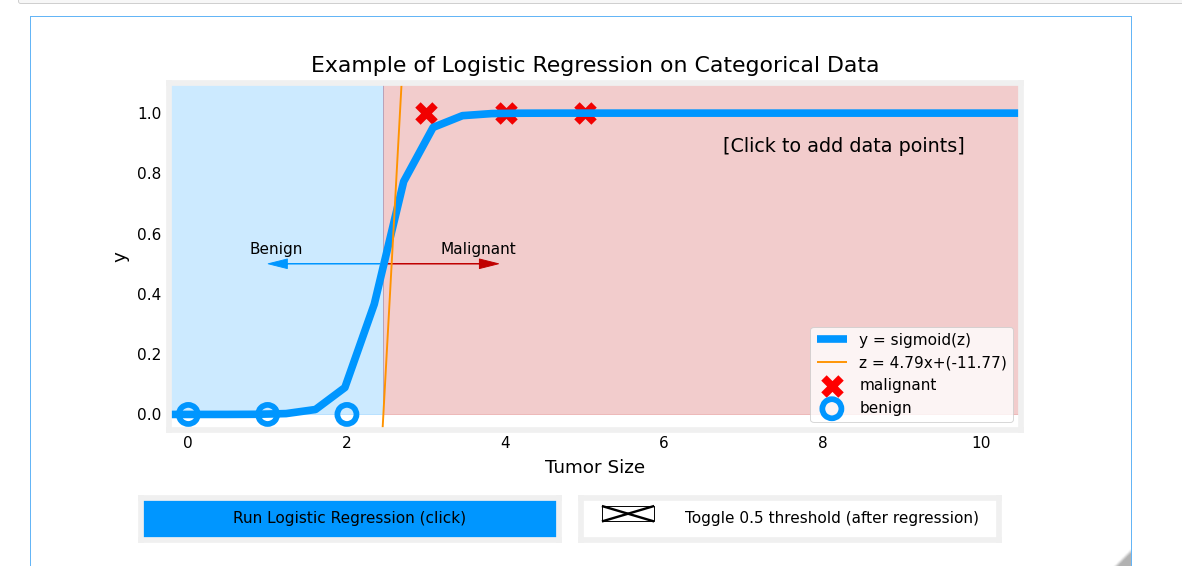 Example of Logistic Regression on Categorical Data
1.0
[Click to add data points]
0.8
0.6
Benign
Malignant
y
0.4
y = sigmoid(z)
z = 4.79x+(-11.77)
malignant
benign
0.2
0.0
0 2 4 6 8 10
Tumor Size
Run Logistic Regression (click)
Toggle 0.5 threshold (after regression)